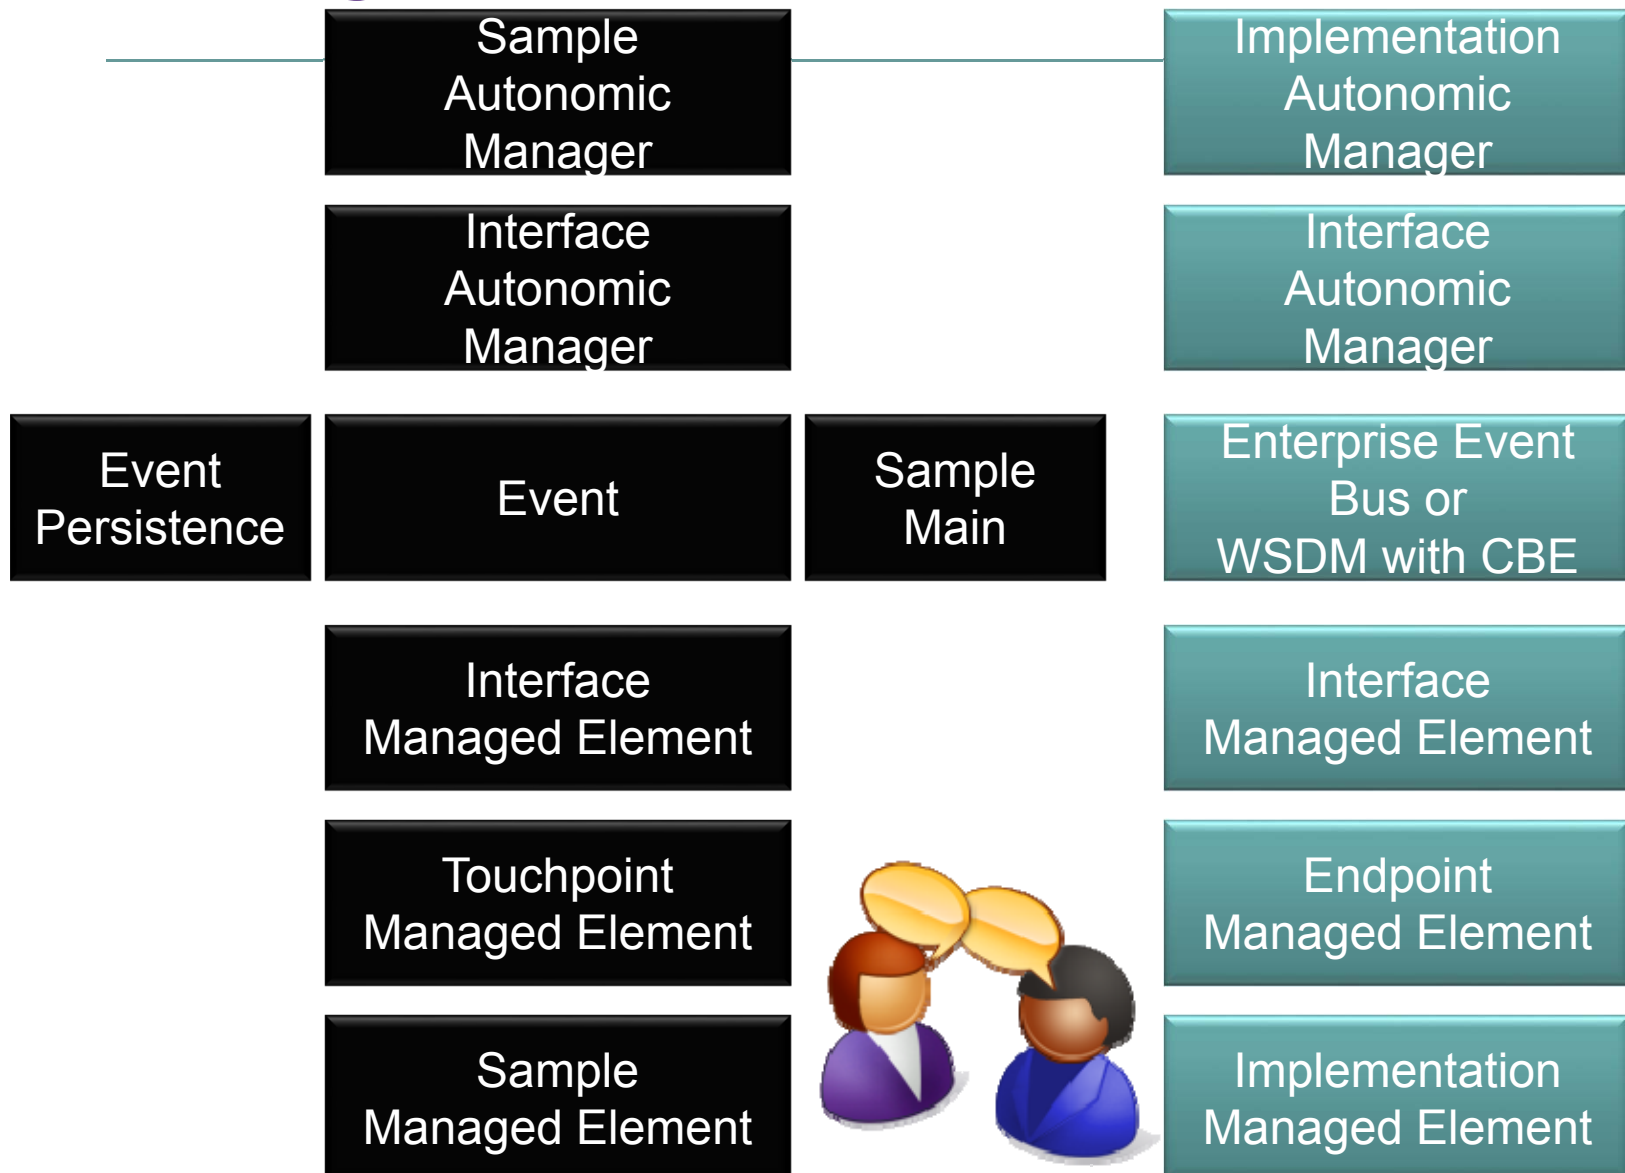 Sample
Autonomic
Manager
Implementation
Autonomic
Manager
Interface
Autonomic
Manager
Interface
Autonomic
Manager
Event
Persistence
Event
Sample
Main
Enterprise Event
Bus or
WSDM with CBE
Interface
Managed Element
Interface
Managed Element
Touchpoint
Managed Element
Endpoint
Managed Element
Sample
Managed Element
Implementation
Managed Element